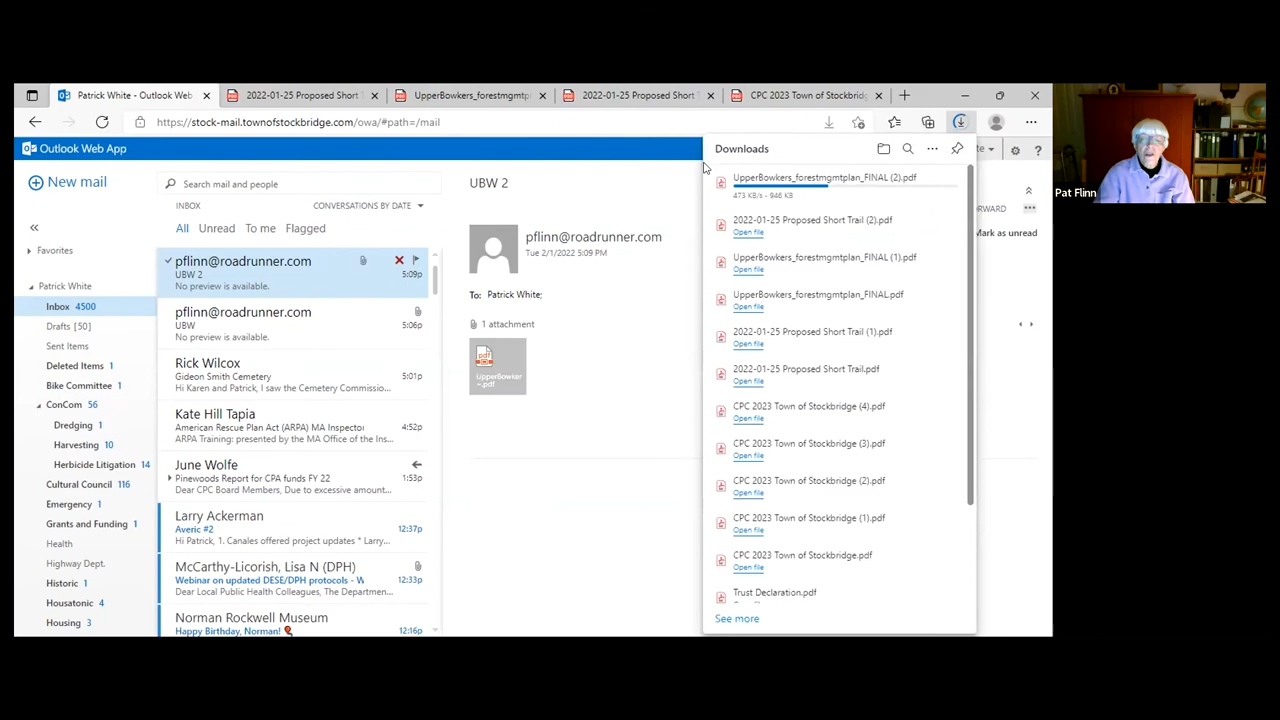 Patrick White - Outlook Web
2022-01-25 Proposed Short T
UpperBowkers_forestmgmtp
2022-01-25 Proposed Short T
CPC 2023 Town of Stockbridg
https://stock-mail.townofstockbridge.com/owa/#path=/mail
Outlook Web App
New mail
Search mail and people
INBOX
CONVERSATIONS BY DATE
All Unread To me Flagged
Favorites
Patrick White
Inbox 4500
Drafts [50]
Sent Items
Deleted Items 1
Bike Committee 1
ConCom 56
Dredging 1
Harvesting 10
Herbicide Litigation 14
Cultural Council 116
Emergency 1
Grants and Funding 1
Health
Highway Dept.
Historic 1
Housatonic 4
Housing 3
pflinn@roadrunner.com
UBW 2
5:09p
No preview is available.
pflinn@roadrunner.com
UBW
5:06p
No preview is available.
Rick Wilcox
Gideon Smith Cemetery
5:01p
Hi Karen and Patrick, I saw the Cemetery Commissio...
Kate Hill Tapia
American Rescue Plan Act (ARPA) MA Inspector
4:52p
ARPA Training: presented by the MA Office of the Ins...
June Wolfe
Pinewoods Report for CPA funds FY 22
1:53p
Dear CPC Board Members, Due to excessive amount...
Larry Ackerman
Averic #2
12:37p
Hi Patrick, 1. Canales offered project updates * Larry...
McCarthy-Licorish, Lisa N (DPH)
Webinar on updated DESE/DPH protocols - W
12:33p
Dear Local Public Health Colleagues, The Departmen...
Norman Rockwell Museum
Happy Birthday, Norman!
12:16p
UBW 2
pflinn@roadrunner.com
Tue 2/1/2022 5:09 PM
To: Patrick White;
1 attachment
pdf
UpperBowker
~.pdf
Downloads
UpperBowkers_forestmgmtplan_FINAL (2).pdf
473 KB/s - 946 KB
2022-01-25 Proposed Short Trail (2).pdf
Open file
UpperBowkers_forestmgmtplan_FINAL (1).pdf
Open file
UpperBowkers_forestmgmtplan_FINAL.pdf
Open file
2022-01-25 Proposed Short Trail (1).pdf
Open file
2022-01-25 Proposed Short Trail.pdf
Open file
CPC 2023 Town of Stockbridge (4).pdf
Open file
CPC 2023 Town of Stockbridge (3).pdf
Open file
CPC 2023 Town of Stockbridge (2).pdf
Open file
CPC 2023 Town of Stockbridge (1).pdf
Open file
CPC 2023 Town of Stockbridge.pdf
Open file
Trust Declaration.pdf
See more
te
?
ORWARD
Mark as unread
Pat Flinn